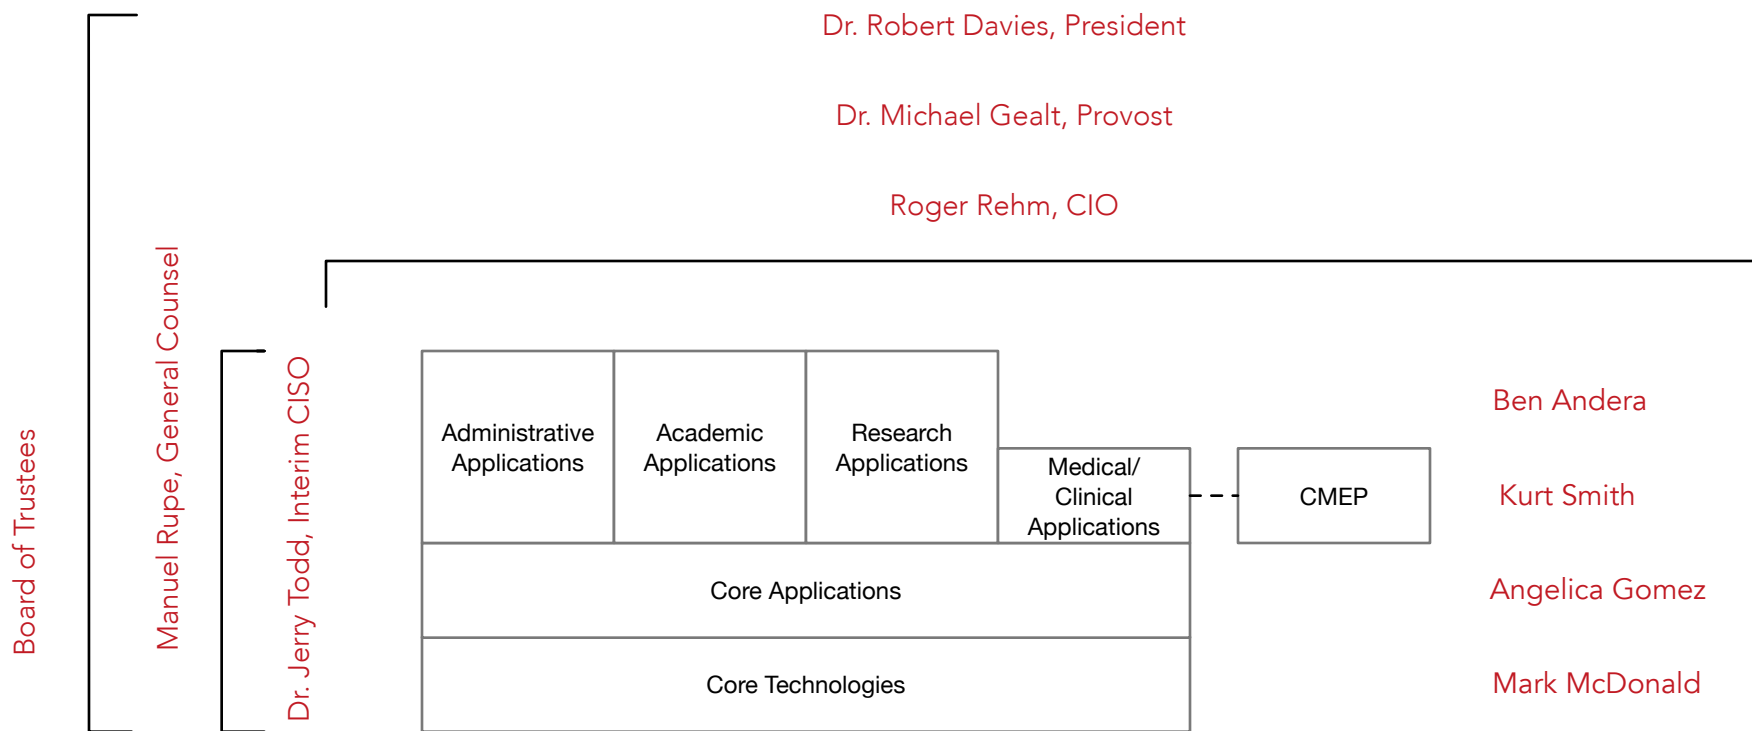 Dr. Robert Davies, President
Dr. Michael Gealt, Provost
Roger Rehm, CIO
Board of Trustees
Manuel Rupe, General Counsel
Dr. Jerry Todd, Interim CISO
Administrative
Applications
Academic
Applications
Research
Applications
Medical/
Clinical
Applications
CMEP
Core Applications
Core Technologies
Ben Andera
Kurt Smith
Angelica Gomez
Mark McDonald